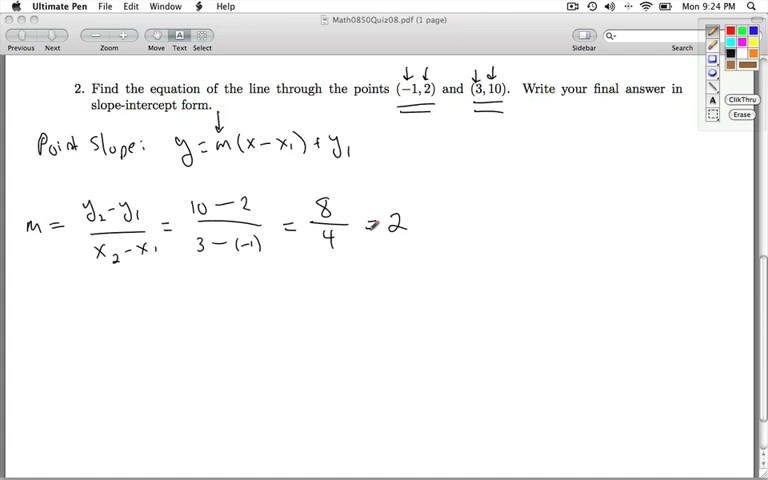 Ultimate Pen File Edit Window Help Mon 9:24 PM
Math0850Quiz08.pdf (1 page)
Previous Next Zoom Move Text Select Sidebar Search
2. Find the equation of the line through the points (−1, 2) and (3, 10). Write your final answer in
slope-intercept form.
Point Slope: y = m(x − x₁) + y₁
m = y₂ − y₁ / x₂ − x₁ = 10 − 2 / 3 − (−1) = 8 / 4 = 2
A
ClikThru
Erase